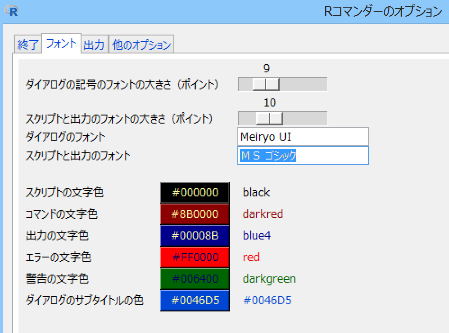 R Rコマンダーのオプション
終了 フォント 出力 他のオプション
9
ダイアログの記号のフォントの大きさ（ポイント）
10
スクリプトと出力のフォントの大きさ（ポイント）
ダイアログのフォント Meiryo UI
スクリプトと出力のフォント ＭＳ ゴシック
スクリプトの文字色 #000000 black
コマンドの文字色 #8B0000 darkred
出力の文字色 #00008B blue4
エラーの文字色 #FF0000 red
警告の文字色 #006400 darkgreen
ダイアログのサブタイトルの色 #0046D5 #0046D5